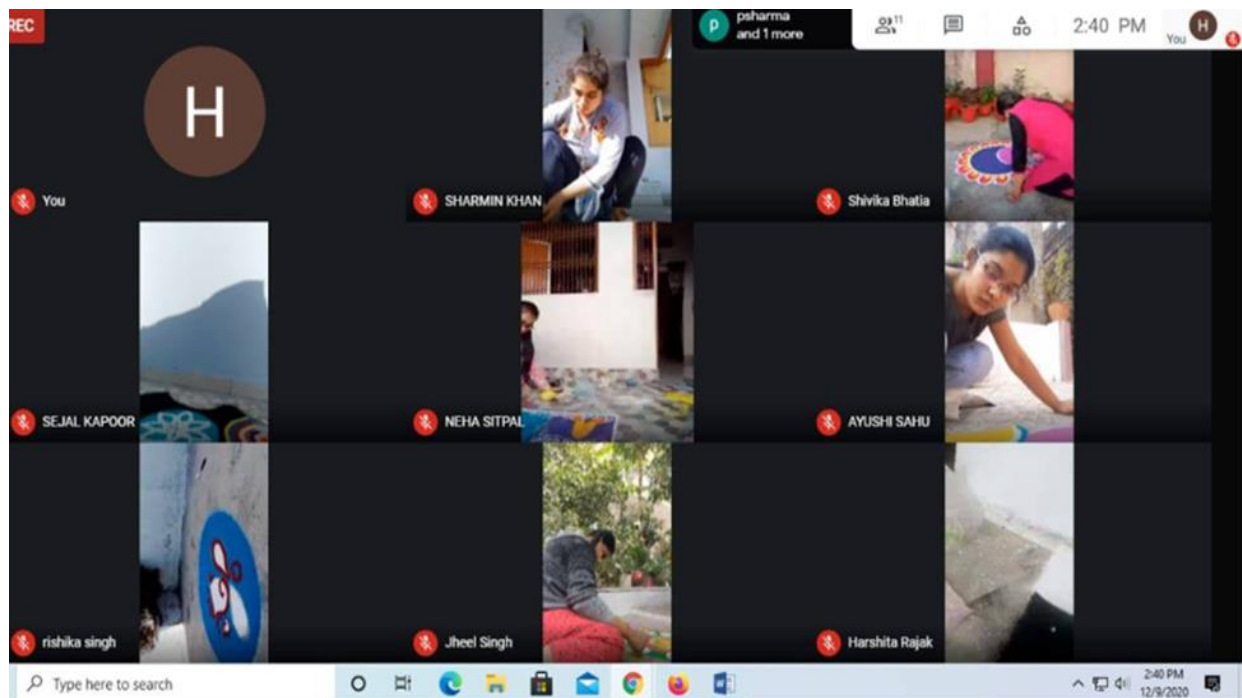 REC
P
psharma
and 1 more
11
2:40 PM
You
H
H
You
SHARMIN KHAN
Shivika Bhatia
SEJAL KAPOOR
NEHA SITPAL
AYUSHI SAHU
rishika singh
Jheel Singh
Harshita Rajak
Type here to search
2:40 PM
12/9/2020